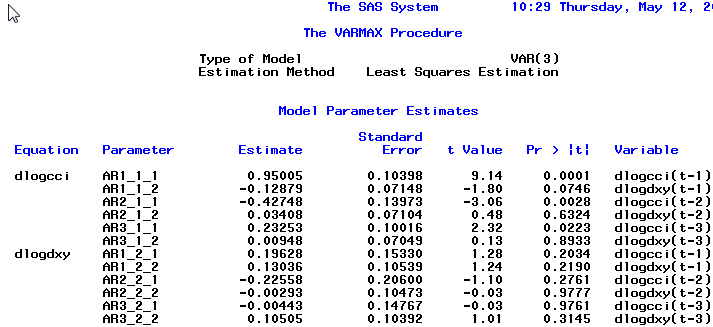 The SAS System 10:29 Thursday, May 12,
The VARMAX Procedure
Type of Model VAR(3)
Estimation Method Least Squares Estimation
Model Parameter Estimates
Standard
Equation Parameter Estimate Error t Value Pr > |t| Variable
dlogcci AR1_1_1 0.95005 0.10398 9.14 0.0001 dlogcci(t-1)
AR1_1_2 -0.12879 0.07148 -1.80 0.0746 dlogdxy(t-1)
AR2_1_1 -0.42748 0.13973 -3.06 0.0028 dlogcci(t-2)
AR2_1_2 0.03408 0.07104 0.48 0.6324 dlogdxy(t-2)
AR3_1_1 0.23253 0.10016 2.32 0.0223 dlogcci(t-3)
AR3_1_2 0.00948 0.07049 0.13 0.8933 dlogdxy(t-3)
dlogdxy AR1_2_1 0.19628 0.15330 1.28 0.2034 dlogcci(t-1)
AR1_2_2 0.13036 0.10539 1.24 0.2190 dlogdxy(t-1)
AR2_2_1 -0.22558 0.20600 -1.10 0.2761 dlogcci(t-2)
AR2_2_2 -0.00293 0.10473 -0.03 0.9777 dlogdxy(t-2)
AR3_2_1 -0.00443 0.14767 -0.03 0.9761 dlogcci(t-3)
AR3_2_2 0.10505 0.10392 1.01 0.3145 dlogdxy(t-3)